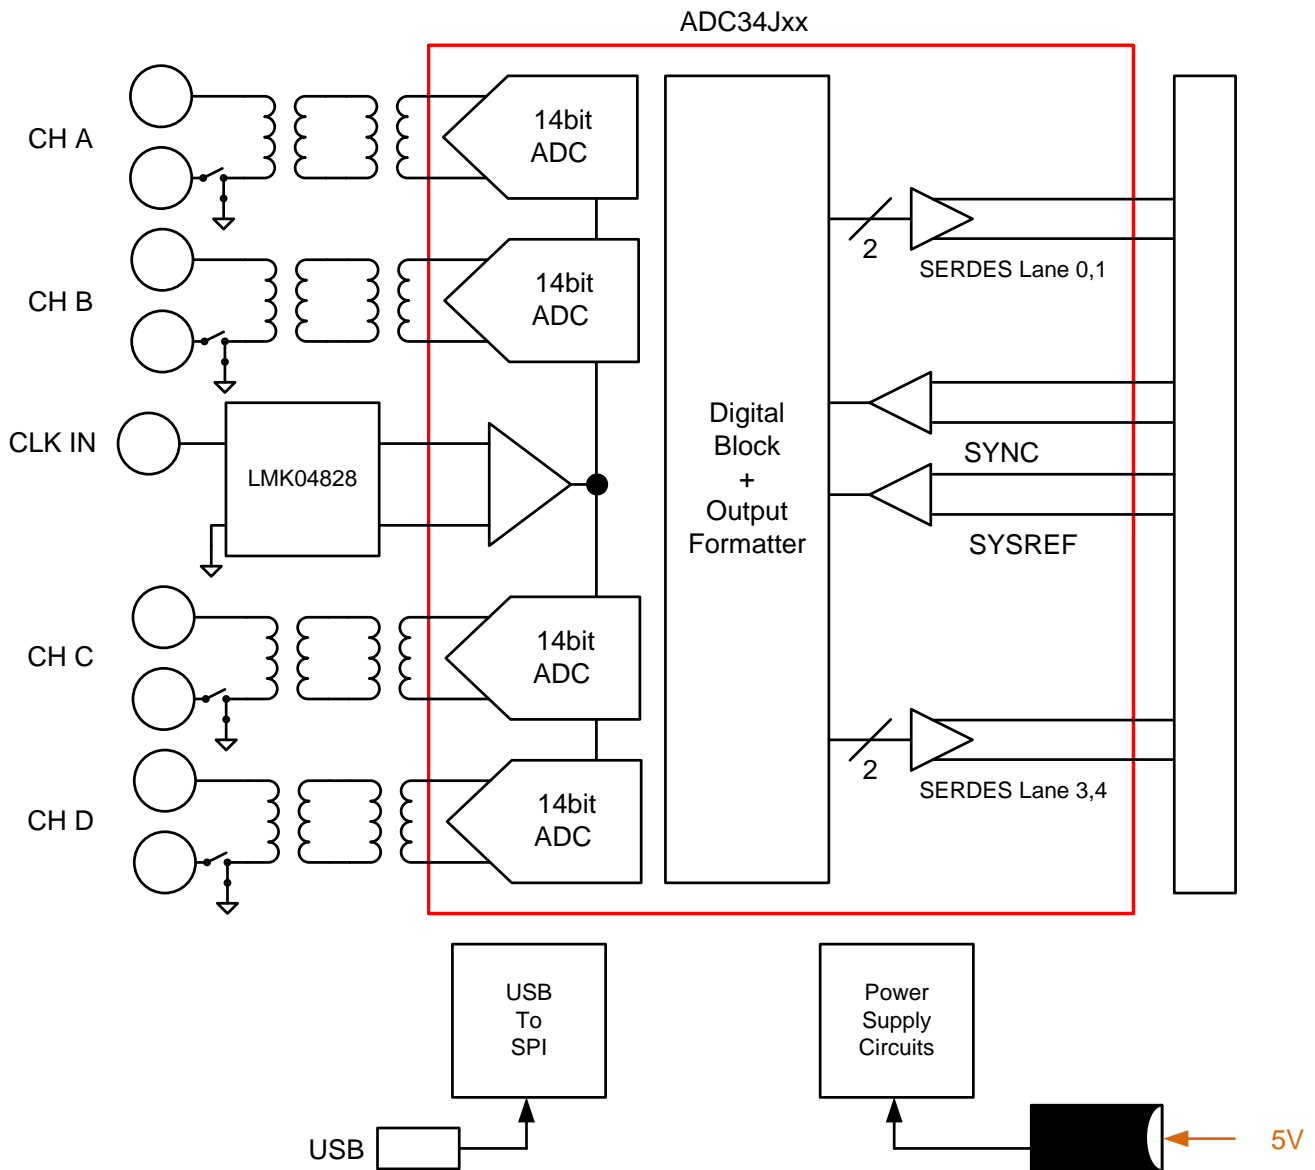 ADC34Jxx
CH A
14bit
ADC
2
SERDES Lane 0,1
CH B
14bit
ADC
CLK IN
LMK04828
Digital
Block
+
Output
Formatter
SYNC
SYSREF
CH C
14bit
ADC
2
SERDES Lane 3,4
CH D
14bit
ADC
USB
To
SPI
Power
Supply
Circuits
USB
5V